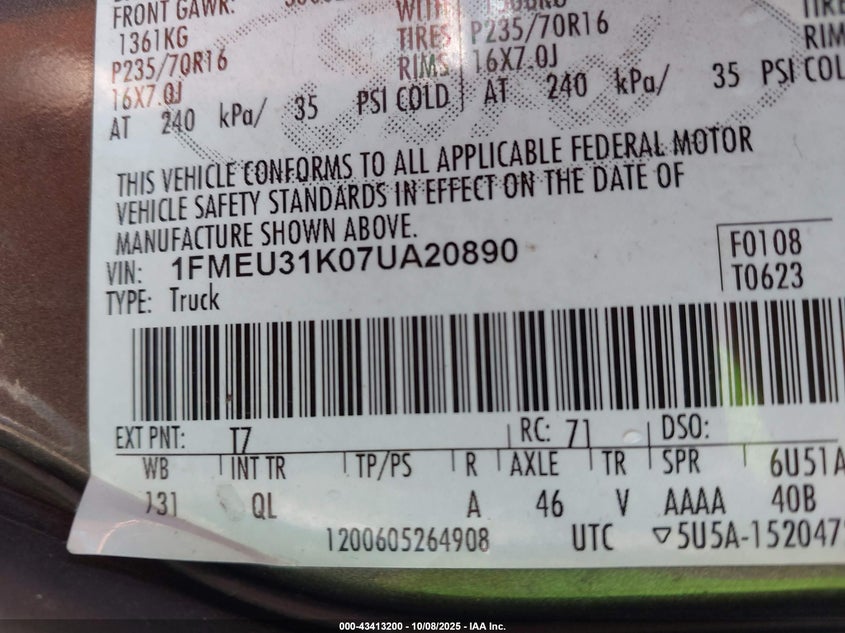 FRONT GAWR:
1361KG WITH
P235/70R16 TIRES P235/70R16 TIRES
16X7.0J RIMS 16X7.0J RIM
AT 240 kPa/ 35 PSI COLD AT 240 kPa/ 35 PSI COL
THIS VEHICLE CONFORMS TO ALL APPLICABLE FEDERAL MOTOR
VEHICLE SAFETY STANDARDS IN EFFECT ON THE DATE OF
MANUFACTURE SHOWN ABOVE.
VIN: 1FMEU31K07UA20890 F0108
TYPE: Truck T0623
EXT PNT: T7 RC: 71 DSO:
WB INT TR TP/PS R AXLE TR SPR 6U51A
131 QL A 46 V AAAA 40B
1200605264908 UTC ▽5U5A-152047
000-43413200 - 10/08/2025 - IAA Inc.